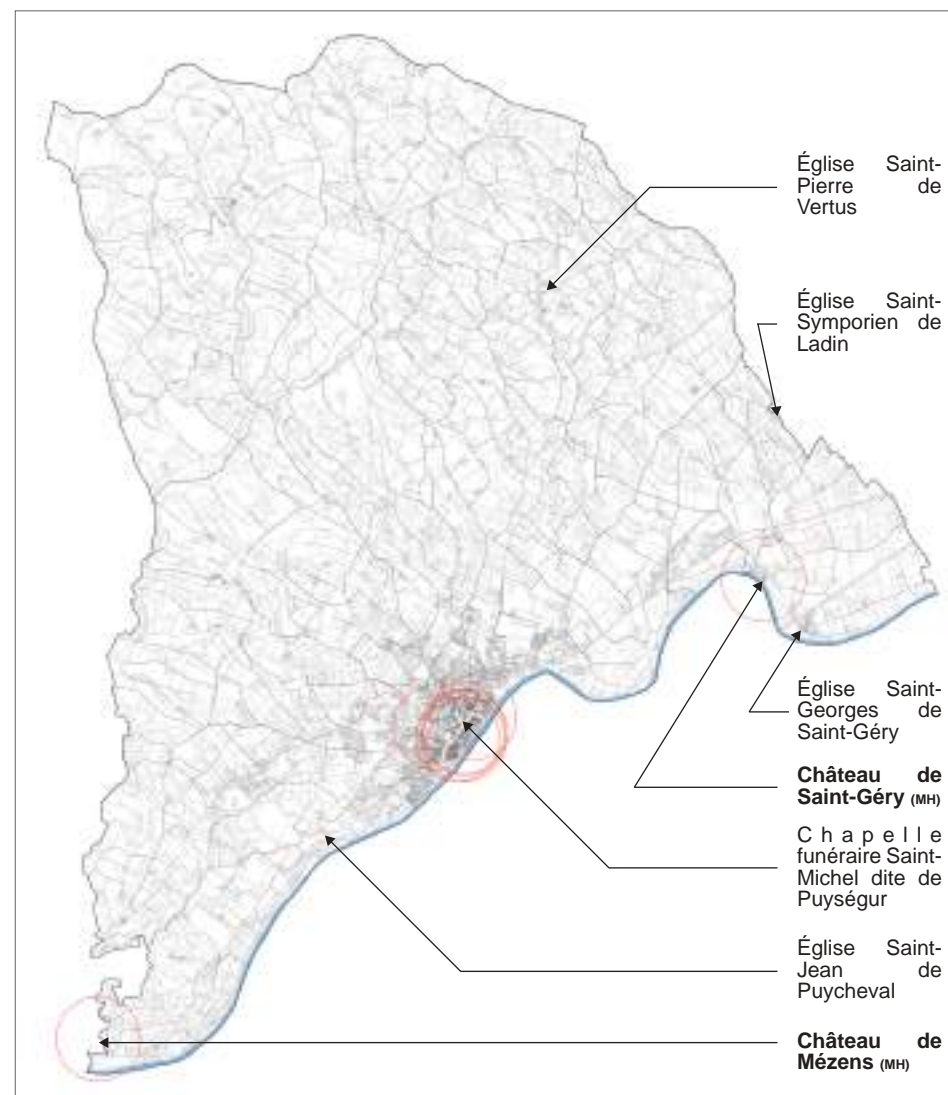 Église Saint-
Pierre de
Vertus
Église Saint-
Symporien de
Ladin
Église Saint-
Georges de
Saint-Géry
Château de
Saint-Géry (MH)
Chapelle
funéraire Saint-
Michel dite de
Puységur
Église Saint-
Jean de
Puycheval
Château de
Mézens (MH)